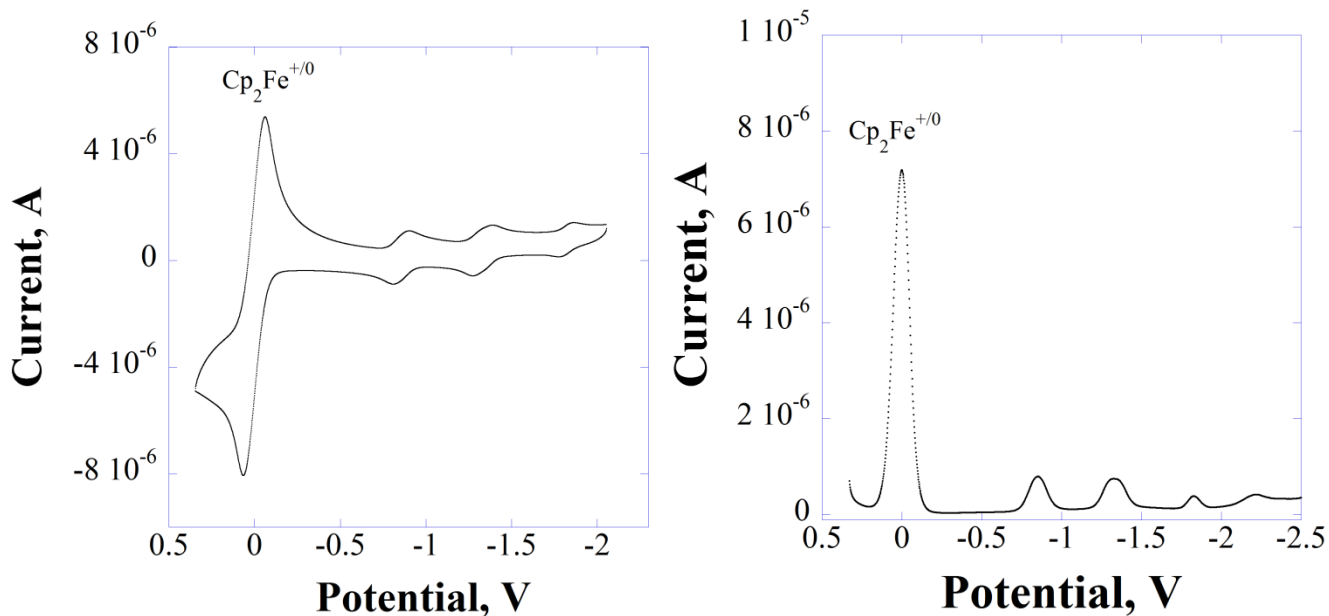 8 10⁻⁶
4 10⁻⁶
0
-4 10⁻⁶
-8 10⁻⁶
Current, A
Cp₂Fe⁺ᐟ⁰
0.5 0 -0.5 -1 -1.5 -2
Potential, V
1 10⁻⁵
8 10⁻⁶
6 10⁻⁶
4 10⁻⁶
2 10⁻⁶
0
Current, A
Cp₂Fe⁺ᐟ⁰
0.5 0 -0.5 -1 -1.5 -2 -2.5
Potential, V